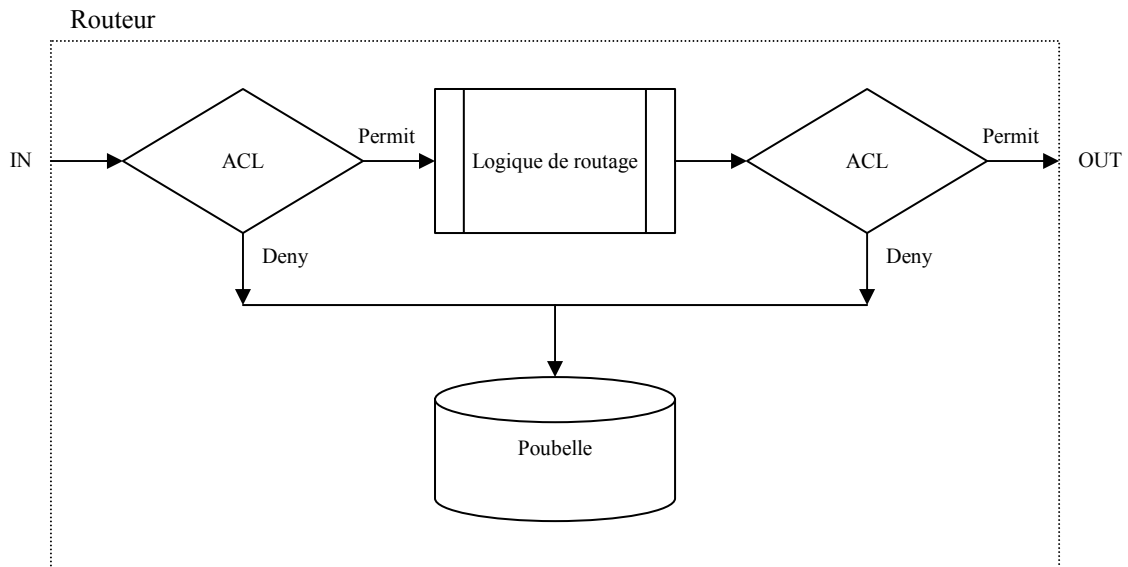 Routeur
IN
ACL
Permit
Logique de routage
ACL
Permit
OUT
Deny
Deny
Poubelle